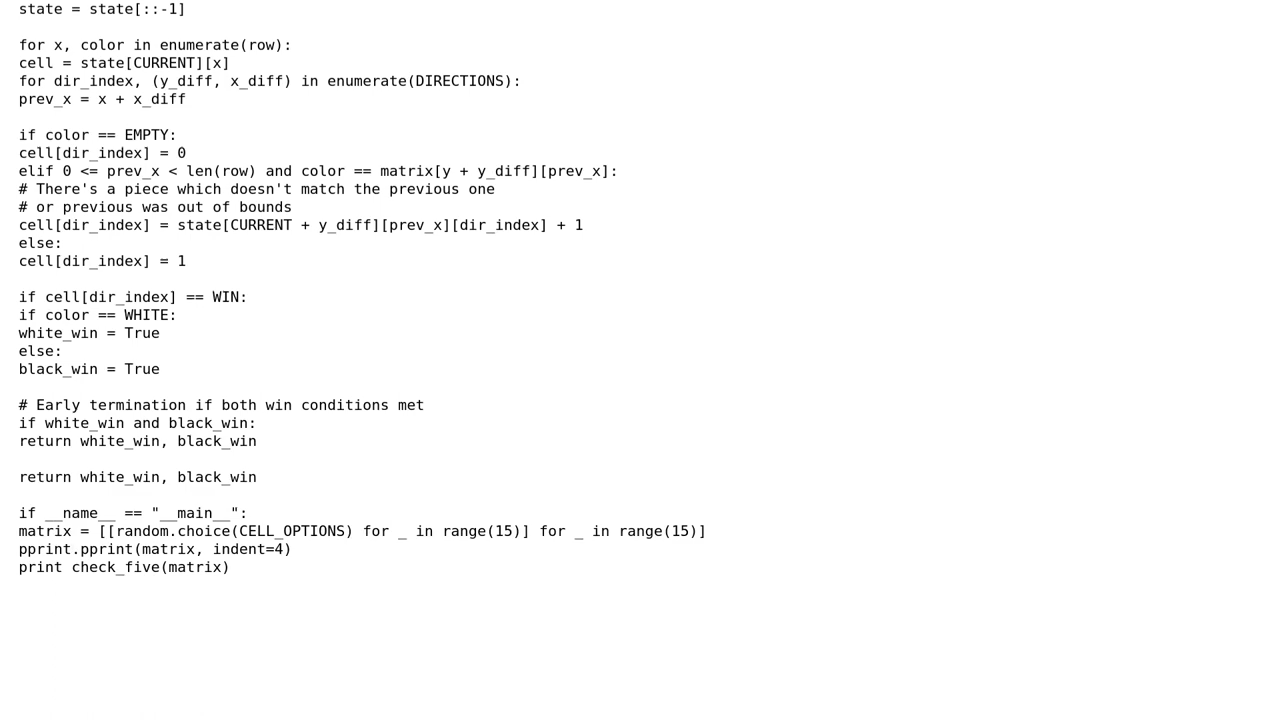 state = state[::-1]
for x, color in enumerate(row):
cell = state[CURRENT][x]
for dir_index, (y_diff, x_diff) in enumerate(DIRECTIONS):
prev_x = x + x_diff
if color == EMPTY:
cell[dir_index] = 0
elif 0 <= prev_x < len(row) and color == matrix[y + y_diff][prev_x]:
# There's a piece which doesn't match the previous one
# or previous was out of bounds
cell[dir_index] = state[CURRENT + y_diff][prev_x][dir_index] + 1
else:
cell[dir_index] = 1
if cell[dir_index] == WIN:
if color == WHITE:
white_win = True
else:
black_win = True
# Early termination if both win conditions met
if white_win and black_win:
return white_win, black_win
return white_win, black_win
if __name__ == "__main__":
matrix = [[random.choice(CELL_OPTIONS) for _ in range(15)] for _ in range(15)]
pprint.pprint(matrix, indent=4)
print check_five(matrix)